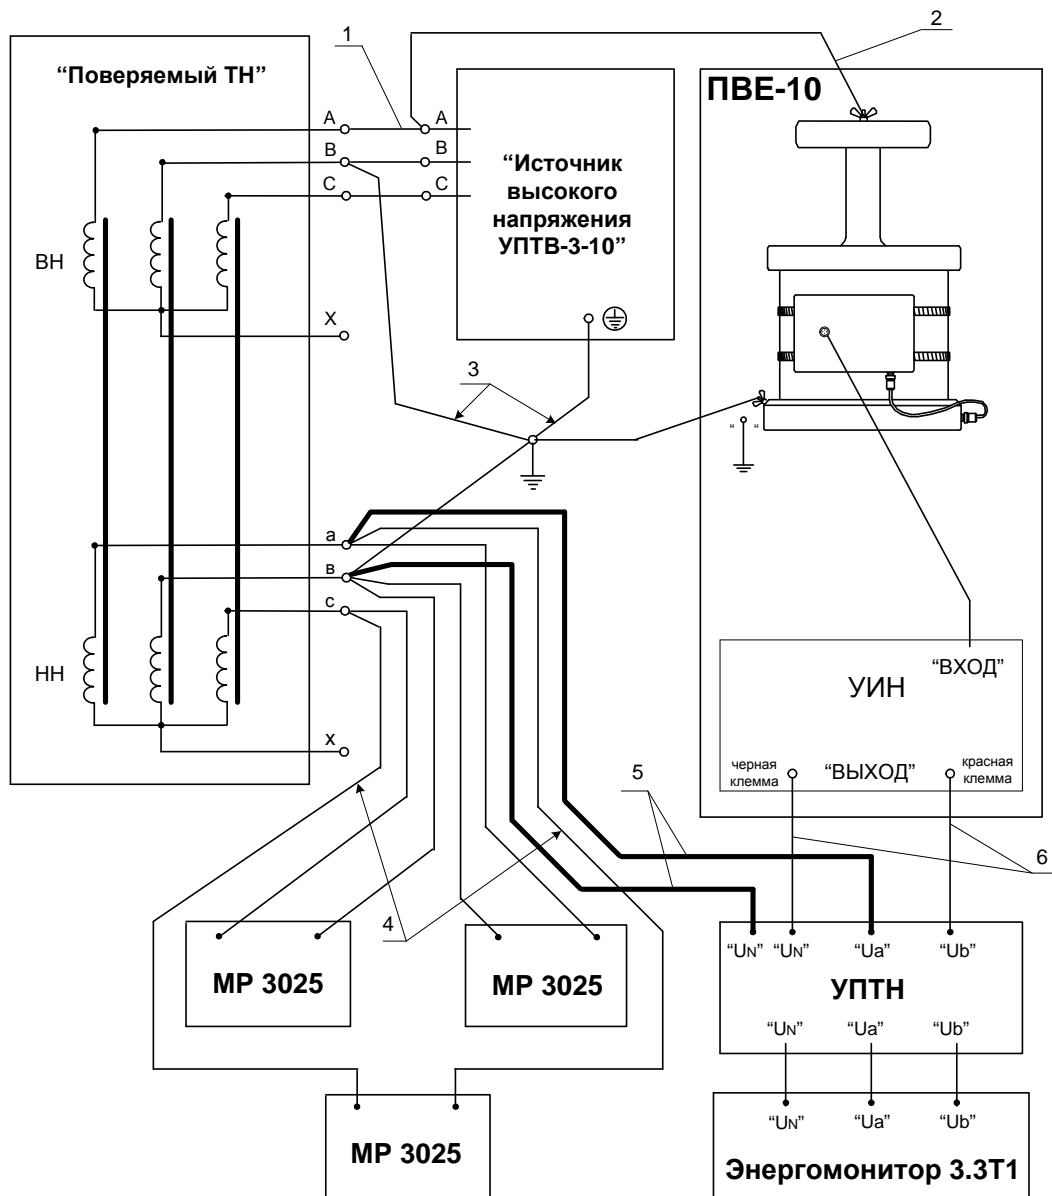 1
2
“Поверяемый ТН”
ПВЕ-10
A
A
B
B
C
C
“Источник
высокого
напряжения
УПТВ-3-10”
ВН
X
3
“ “
а
в
с
НН
х
“ВХОД”
УИН
черная
клемма
“ВЫХОД”
красная
клемма
5
6
4
“UN”
“UN”
“Ua”
“Ub”
МР 3025
МР 3025
УПТН
“UN”
“Ua”
“Ub”
МР 3025
“UN”
“Ua”
“Ub”
Энергомонитор 3.3Т1